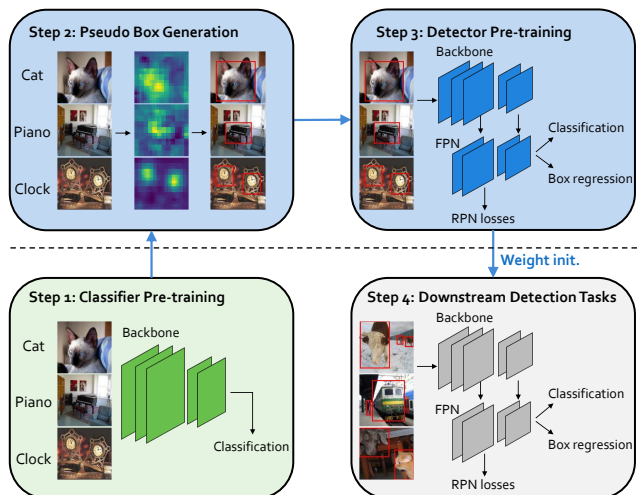 Step 2: Pseudo Box Generation
Cat
Piano
Clock
Step 3: Detector Pre-training
Backbone
FPN
Classification
Box regression
RPN losses
Weight init.
Step 1: Classifier Pre-training
Backbone
Cat
Piano
Clock
Classification
Step 4: Downstream Detection Tasks
Backbone
FPN
Classification
Box regression
RPN losses